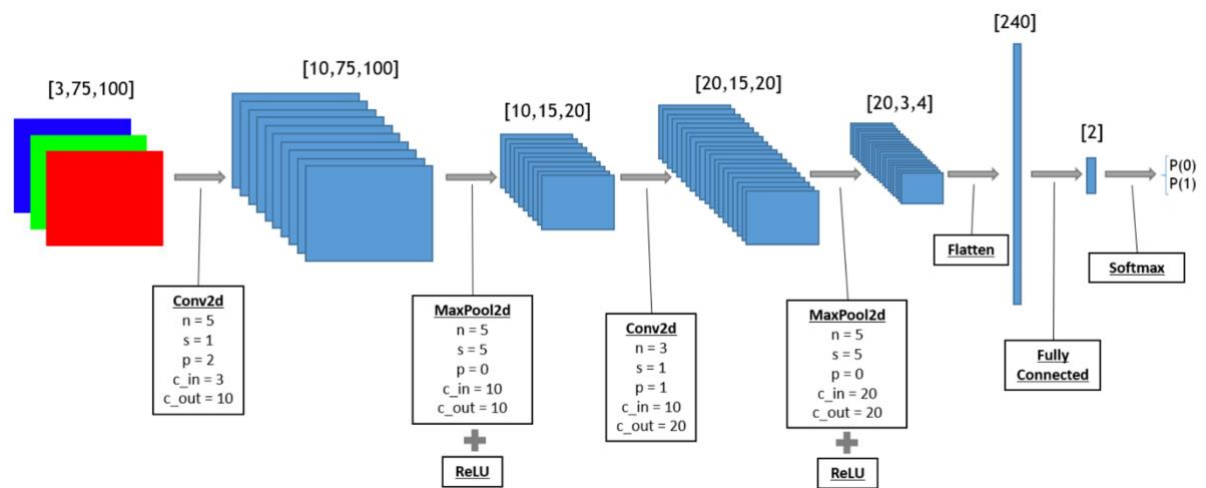 [3,75,100]
[10,75,100]
[10,15,20]
[20,15,20]
[20,3,4]
[240]
[2]
P(0)
P(1)
Conv2d
n = 5
s = 1
p = 2
c_in = 3
c_out = 10
MaxPool2d
n = 5
s = 5
p = 0
c_in = 10
c_out = 10
ReLU
Conv2d
n = 3
s = 1
p = 1
c_in = 10
c_out = 20
MaxPool2d
n = 5
s = 5
p = 0
c_in = 20
c_out = 20
ReLU
Flatten
Fully
Connected
Softmax